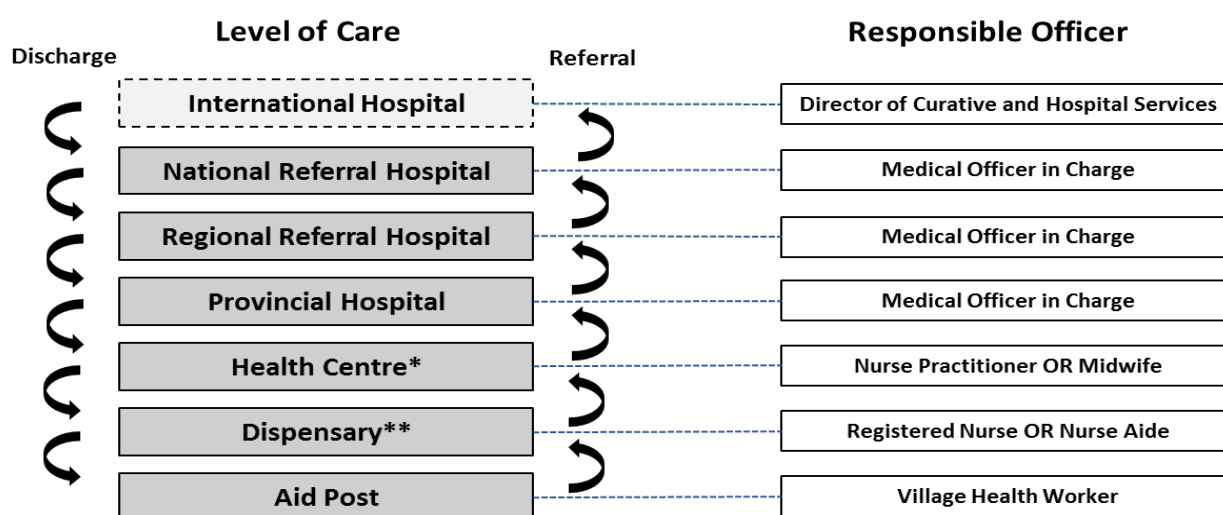 Level of Care
Responsible Officer
Discharge
Referral
International Hospital
Director of Curative and Hospital Services
National Referral Hospital
Medical Officer in Charge
Regional Referral Hospital
Medical Officer in Charge
Provincial Hospital
Medical Officer in Charge
Health Centre*
Nurse Practitioner OR Midwife
Dispensary**
Registered Nurse OR Nurse Aide
Aid Post
Village Health Worker